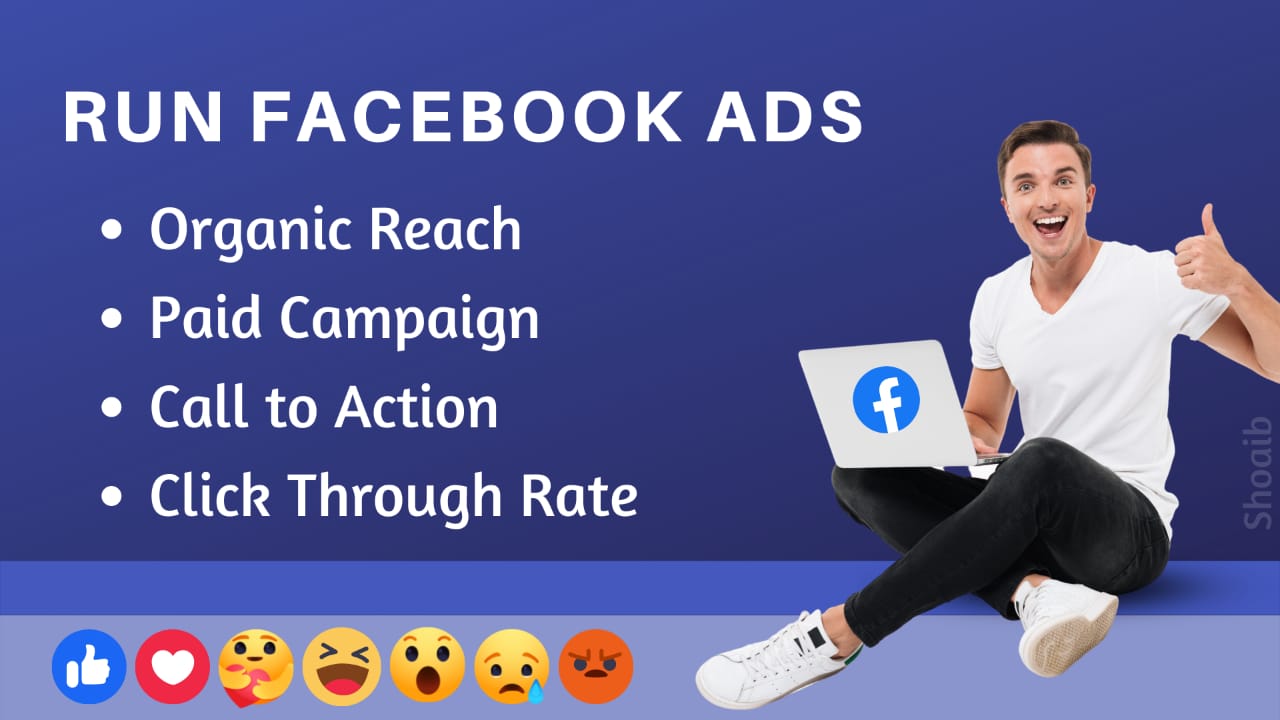 RUN FACEBOOK ADS
• Organic Reach
• Paid Campaign
• Call to Action
• Click Through Rate
f
Shoaib